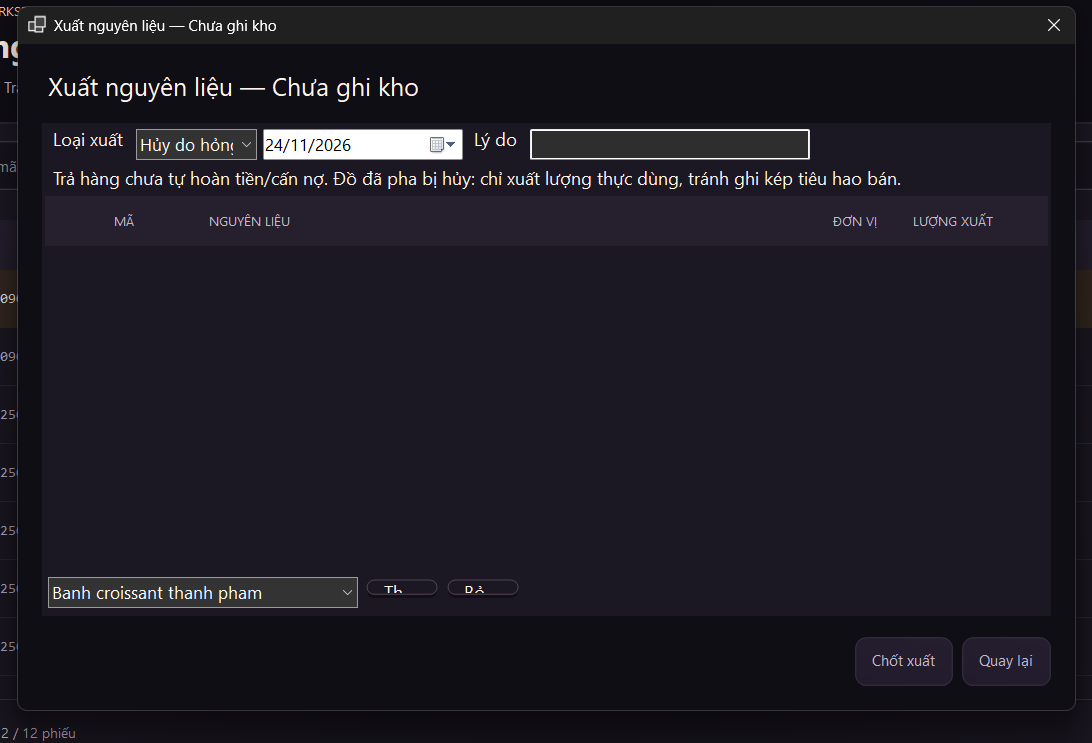 Xuất nguyên liệu — Chưa ghi kho
Xuất nguyên liệu — Chưa ghi kho
Loại xuất Hủy do hỏng 24/11/2026 Lý do
Trả hàng chưa tự hoàn tiền/cấn nợ. Đồ đã pha bị hủy: chỉ xuất lượng thực dùng, tránh ghi kép tiêu hao bán.
MÃ NGUYÊN LIỆU ĐƠN VỊ LƯỢNG XUẤT
Banh croissant thanh pham
Chốt xuất Quay lại
2 / 12 phiếu